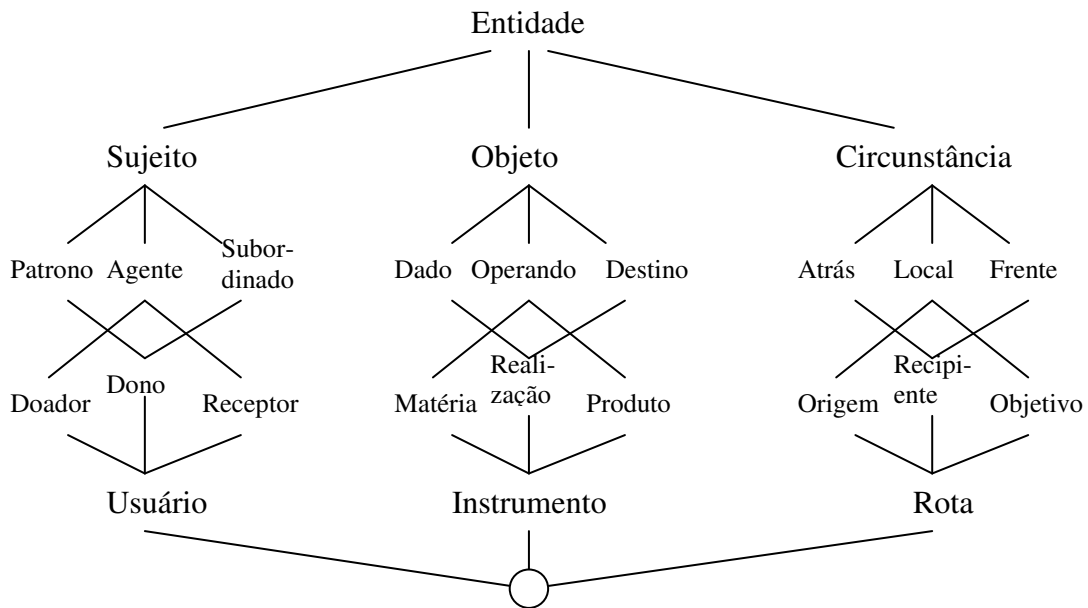 Entidade
Sujeito Objeto Circunstância
Patrono Agente Subor-
dinado Dado Operando Destino Atrás Local Frente
Doador Dono Receptor Matéria Reali-
zação Produto Origem Recipi-
ente Objetivo
Usuário Instrumento Rota